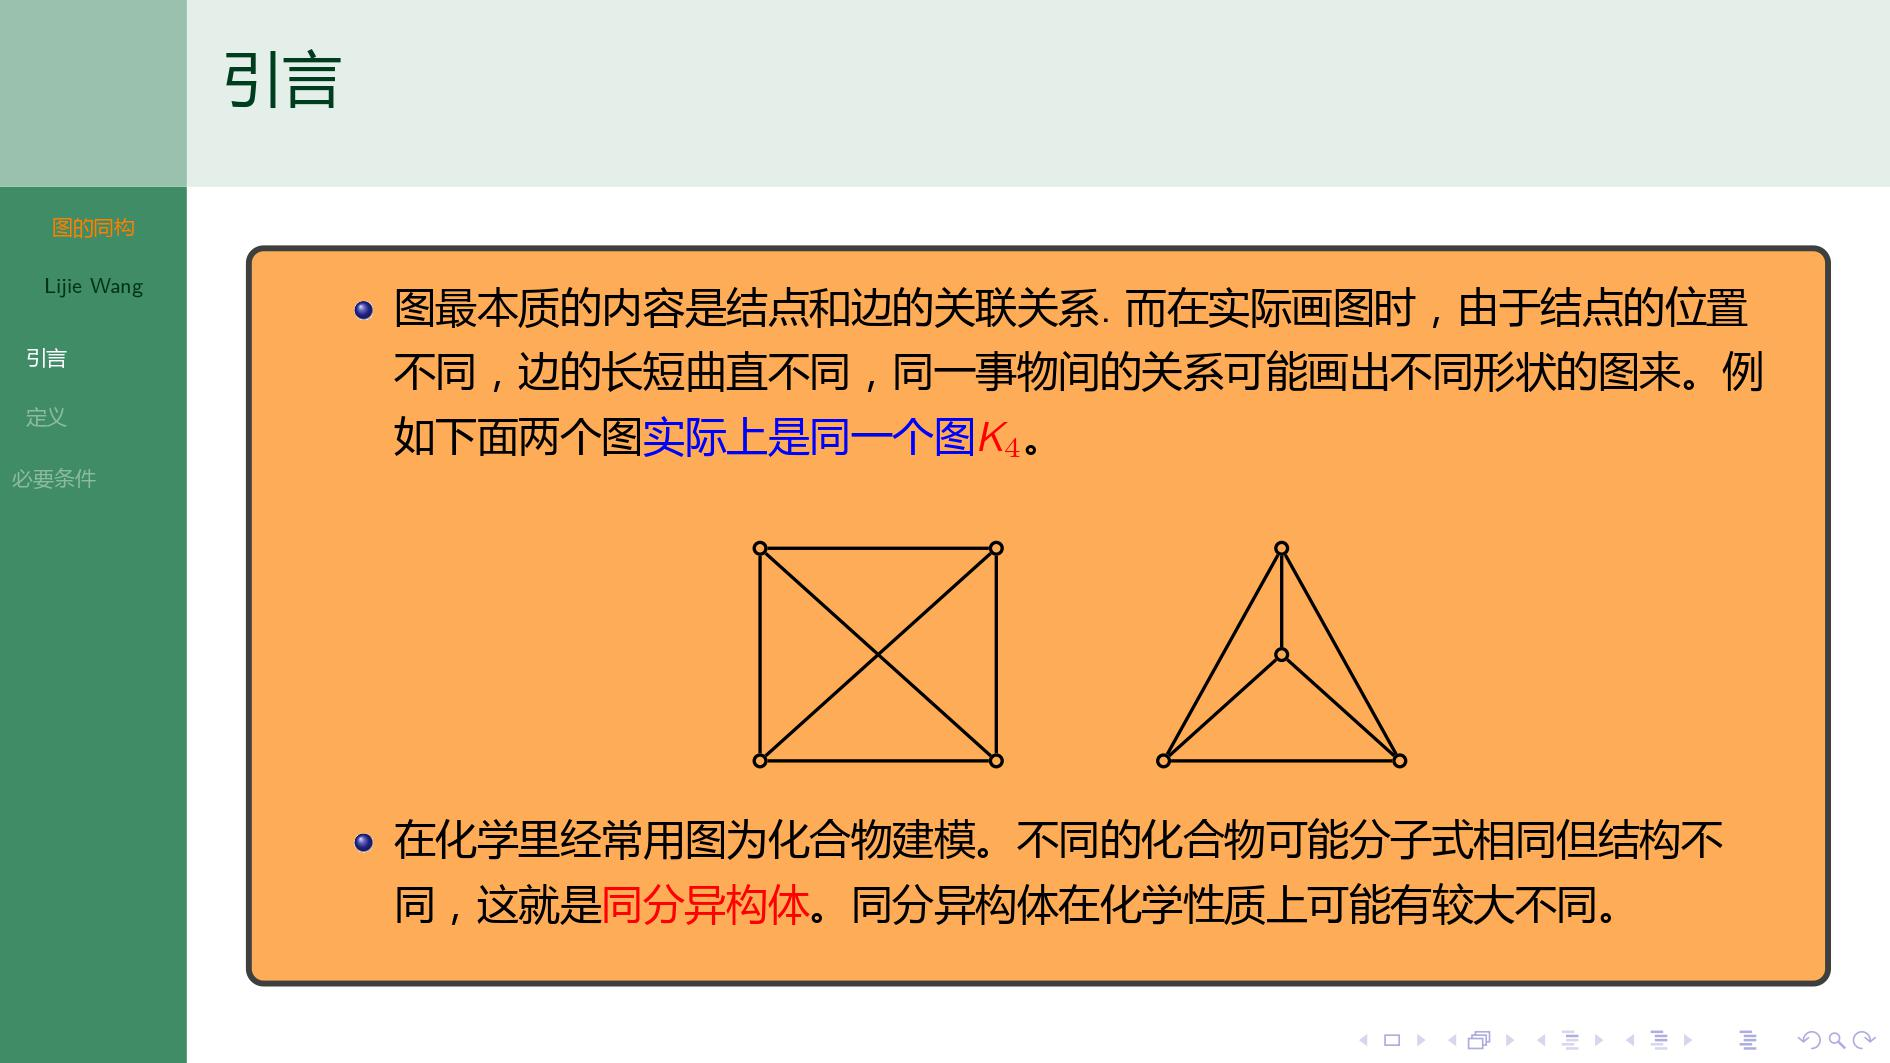 引言
图的同构
Lijie Wang
引言
定义
必要条件
图最本质的内容是结点和边的关联关系. 而在实际画图时，由于结点的位置
不同，边的长短曲直不同，同一事物间的关系可能画出不同形状的图来。例
如下面两个图实际上是同一个图K₄。
在化学里经常用图为化合物建模。不同的化合物可能分子式相同但结构不
同，这就是同分异构体。同分异构体在化学性质上可能有较大不同。